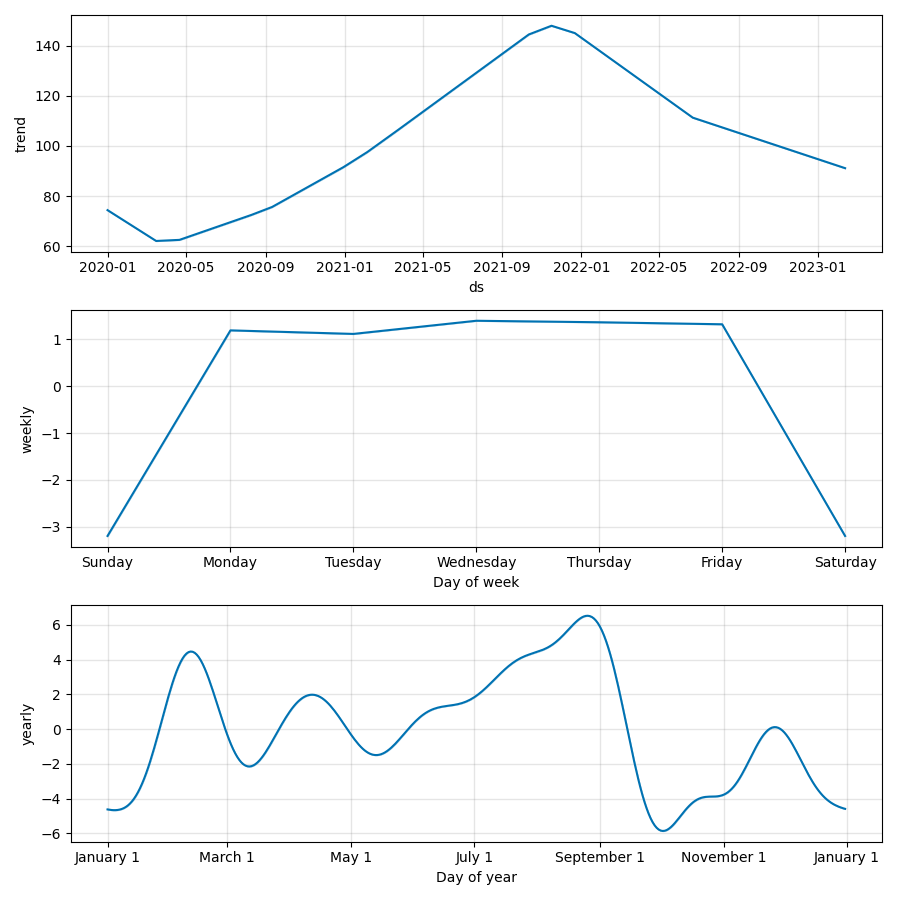 140
120
100
80
60
trend
2020-01 2020-05 2020-09 2021-01 2021-05 2021-09 2022-01 2022-05 2022-09 2023-01
ds
1
0
−1
−2
−3
weekly
Sunday Monday Tuesday Wednesday Thursday Friday Saturday
Day of week
6
4
2
0
−2
−4
−6
yearly
January 1 March 1 May 1 July 1 September 1 November 1 January 1
Day of year